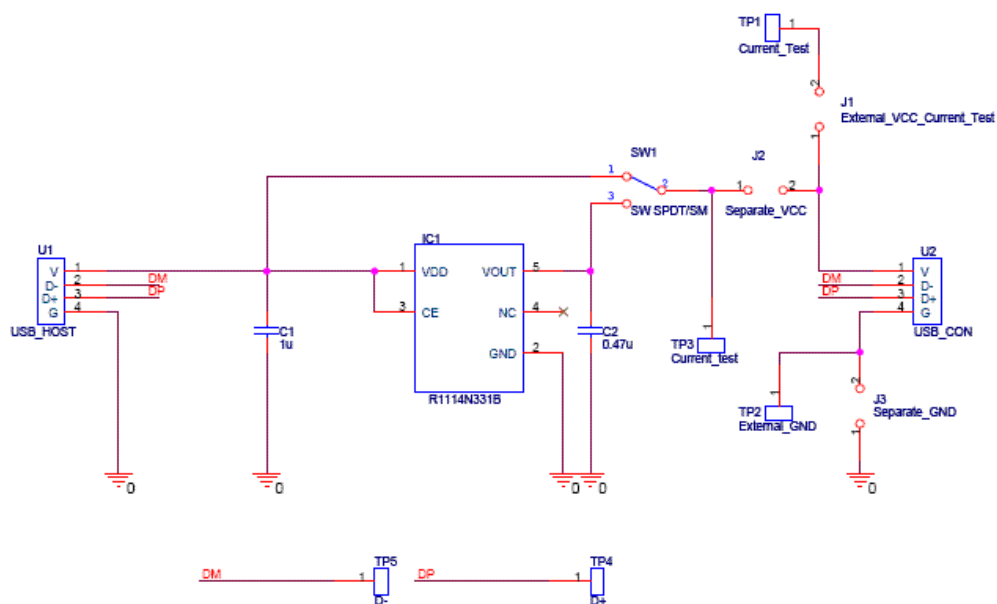 TP1
1
Current_Test
2
J1
External_VCC_Current_Test
1
SW1
J2
1
2
3
SW SPDT/SM
1
2
Separate_VCC
U1
V
1
D-
2
DM
D+
3
DP
G
4
USB_HOST
IC1
1
VDD
VOUT
5
3
CE
NC
4
GND
2
R1114N331B
C1
1u
C2
0.47u
1
TP3
Current_test
U2
1
V
DM
2
D-
DP
3
D+
4
G
USB_CON
1
TP2
External_GND
2
J3
Separate_GND
1
0
0
0
0
0
DM
1
TP5
D-
DP
1
TP4
D+